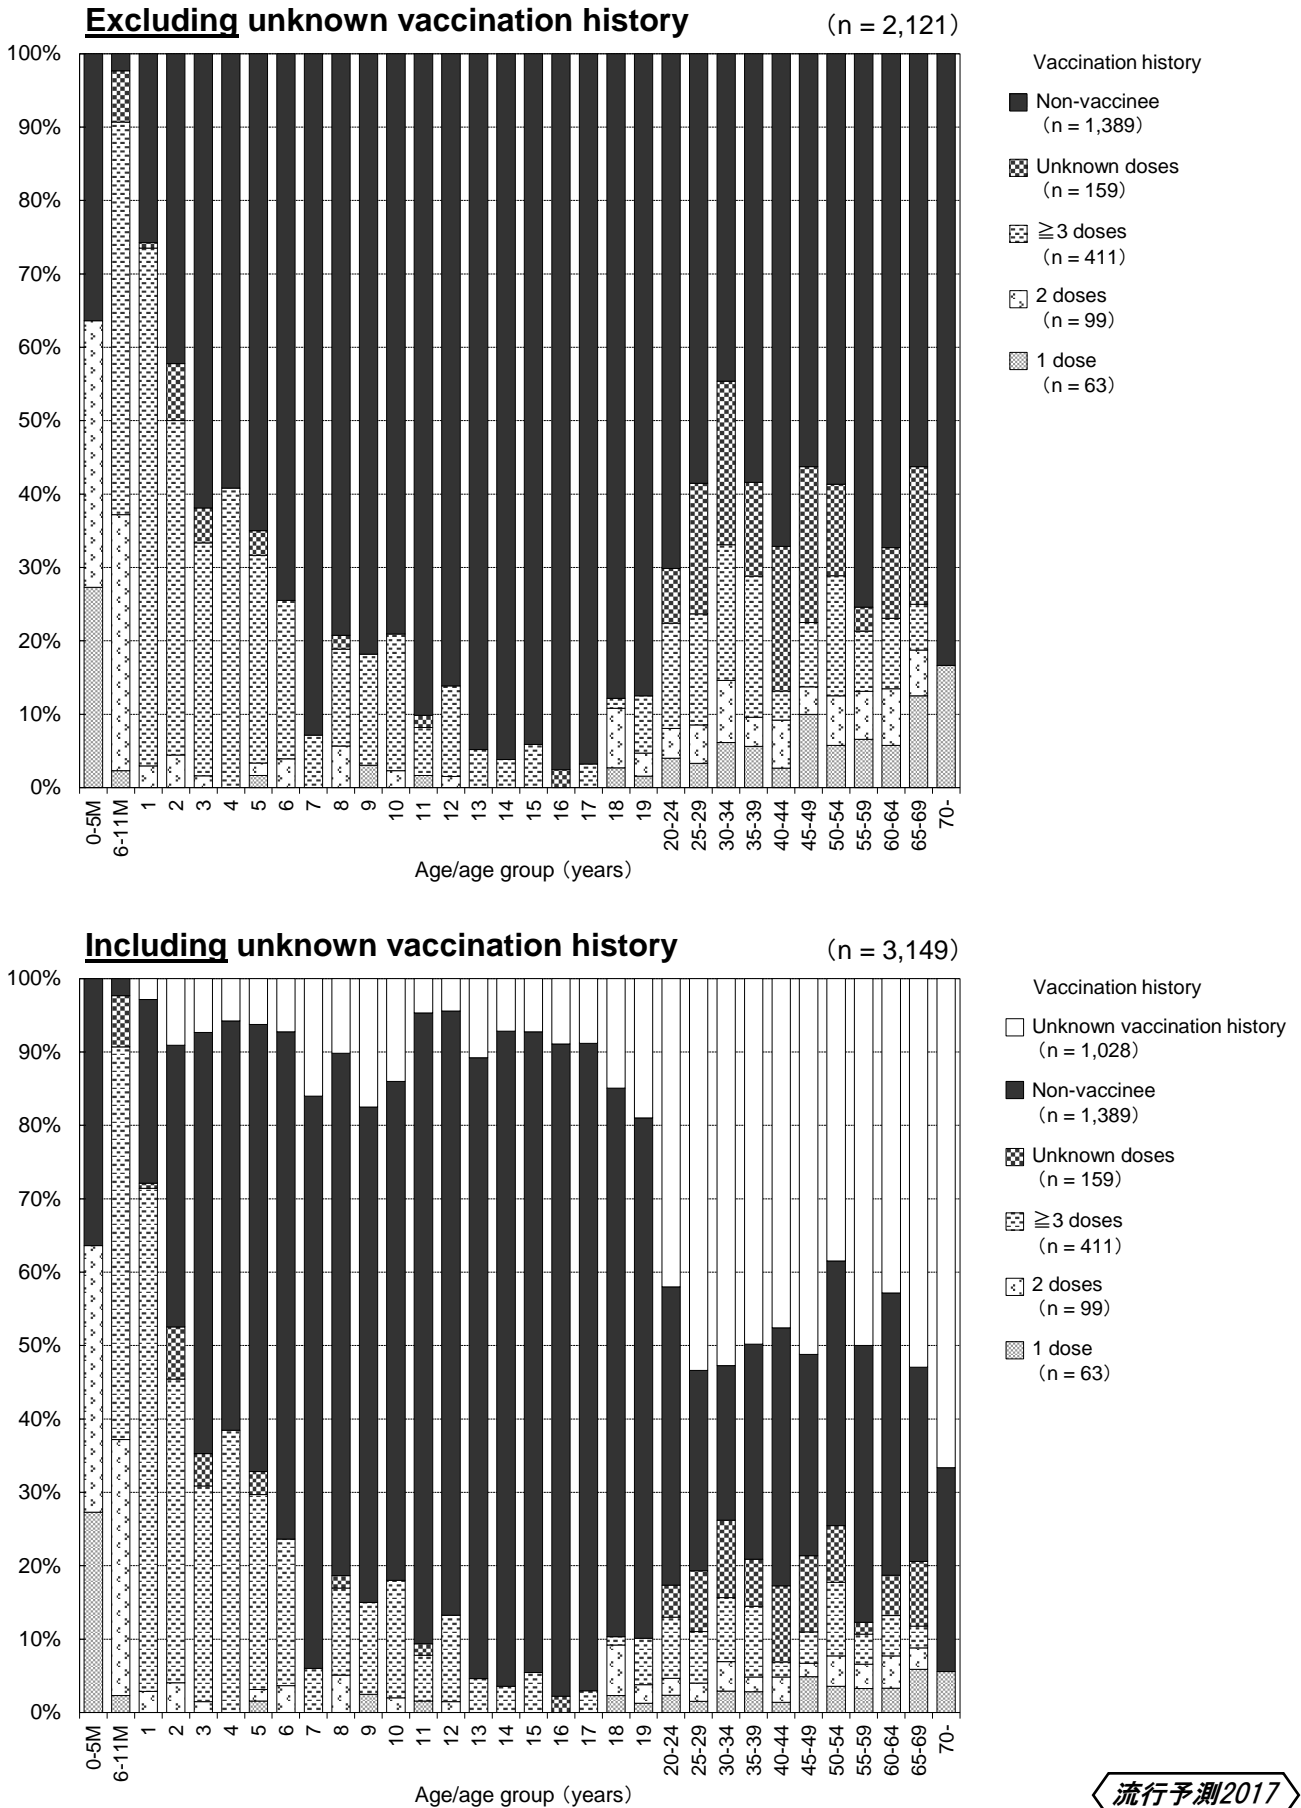 Excluding unknown vaccination history
（n = 2,121）
100%
90%
80%
70%
60%
50%
40%
30%
20%
10%
0%
0-5M
6-11M
1
2
3
4
5
6
7
8
9
10
11
12
13
14
15
16
17
18
19
20-24
25-29
30-34
35-39
40-44
45-49
50-54
55-59
60-64
65-69
70-
Age/age group（years）
Vaccination history
Non-vaccinee
（n = 1,389）
Unknown doses
（n = 159）
≧3 doses
（n = 411）
2 doses
（n = 99）
1 dose
（n = 63）
Including unknown vaccination history
（n = 3,149）
100%
90%
80%
70%
60%
50%
40%
30%
20%
10%
0%
0-5M
6-11M
1
2
3
4
5
6
7
8
9
10
11
12
13
14
15
16
17
18
19
20-24
25-29
30-34
35-39
40-44
45-49
50-54
55-59
60-64
65-69
70-
Age/age group（years）
Vaccination history
Unknown vaccination history
（n = 1,028）
Non-vaccinee
（n = 1,389）
Unknown doses
（n = 159）
≧3 doses
（n = 411）
2 doses
（n = 99）
1 dose
（n = 63）
流行予測2017